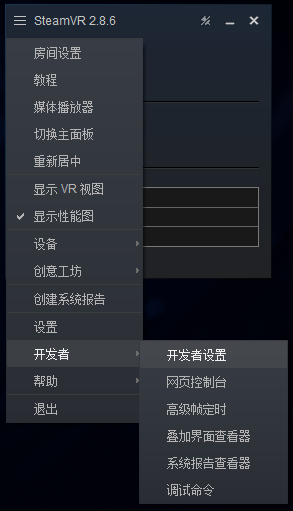 SteamVR 2.8.6
房间设置
教程
媒体播放器
切换主面板
重新居中
显示 VR 视图
显示性能图
设备
创意工坊
创建系统报告
设置
开发者
帮助
退出
开发者设置
网页控制台
高级帧定时
叠加界面查看器
系统报告查看器
调试命令